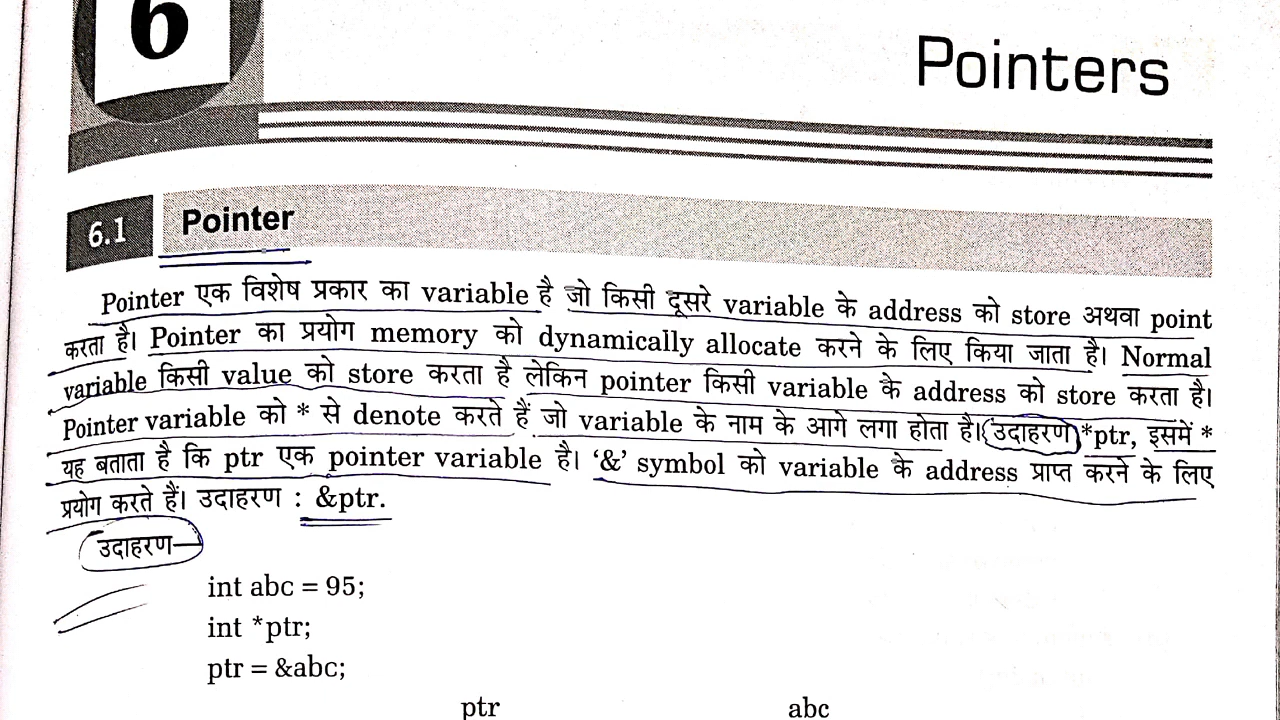 6
Pointers
6.1 Pointer
Pointer एक विशेष प्रकार का variable है जो किसी दूसरे variable के address को store अथवा point
करता है। Pointer का प्रयोग memory को dynamically allocate करने के लिए किया जाता है। Normal
variable किसी value को store करता है लेकिन pointer किसी variable के address को store करता है।
Pointer variable को * से denote करते हैं जो variable के नाम के आगे लगा होता है। उदाहरण *ptr, इसमें *
यह बताता है कि ptr एक pointer variable है। ‘&’ symbol को variable के address प्राप्त करने के लिए
प्रयोग करते हैं। उदाहरण : &ptr.
उदाहरण—
int abc = 95;
int *ptr;
ptr = &abc;
ptr abc